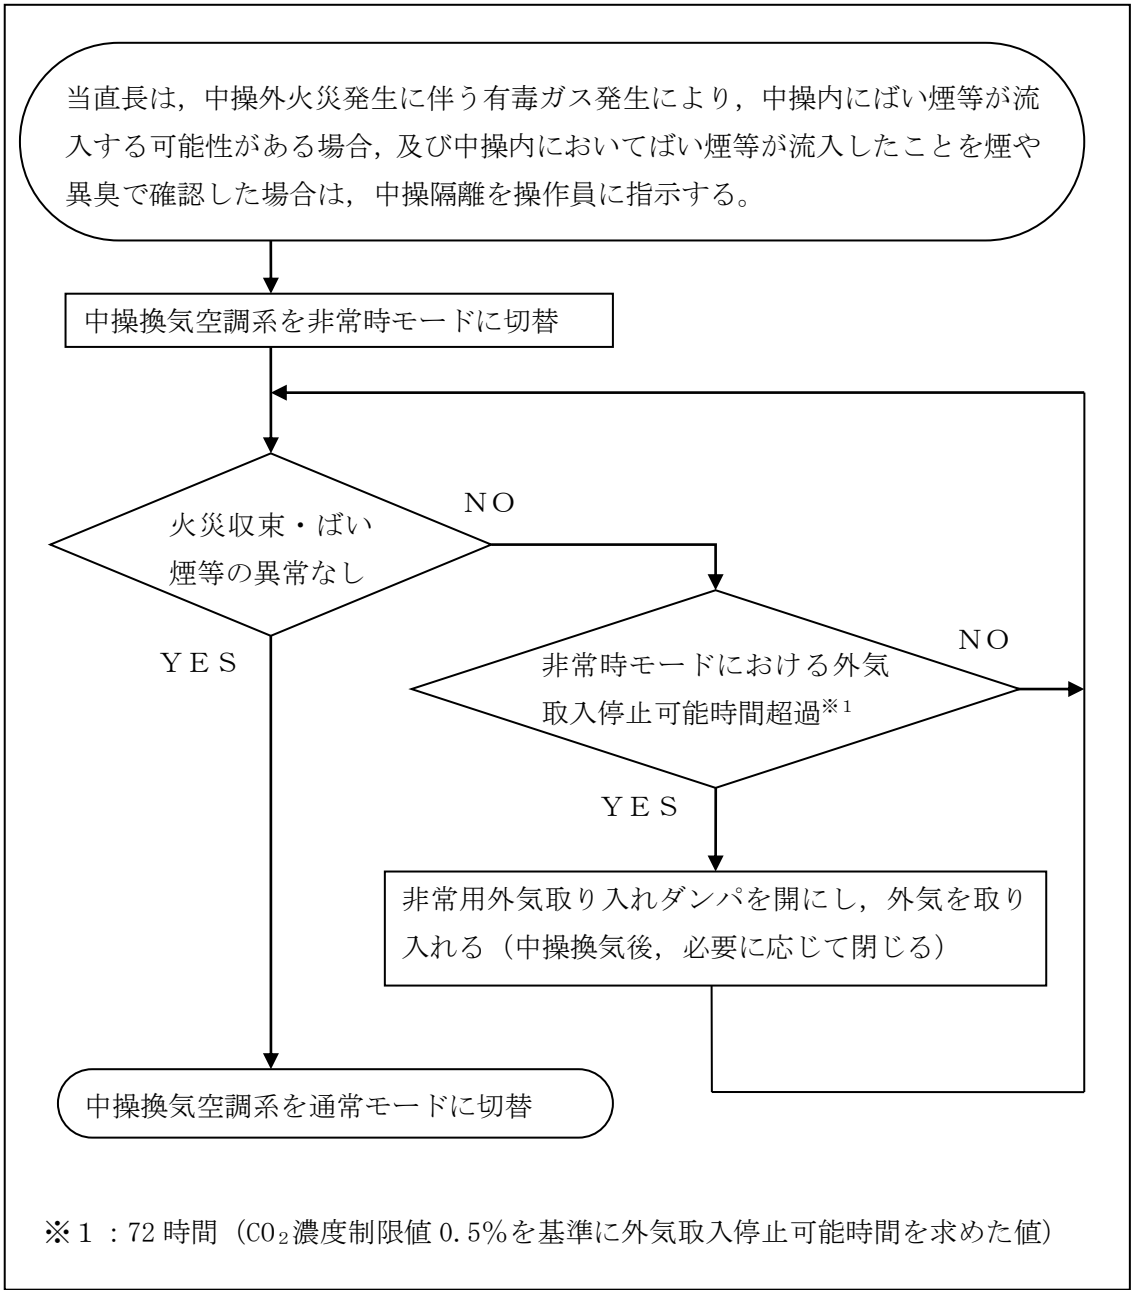 当直長は，中操外火災発生に伴う有毒ガス発生により，中操内にばい煙等が流
入する可能性がある場合，及び中操内においてばい煙等が流入したことを煙や
異臭で確認した場合は，中操隔離を操作員に指示する。
中操換気空調系を非常時モードに切替
火災収束・ばい
煙等の異常なし
ＮＯ
ＹＥＳ
非常時モードにおける外気
取入停止可能時間超過※1
ＮＯ
ＹＥＳ
非常用外気取り入れダンパを開にし，外気を取り
入れる（中操換気後，必要に応じて閉じる）
中操換気空調系を通常モードに切替
※１：72 時間（CO₂濃度制限値 0.5％を基準に外気取入停止可能時間を求めた値）